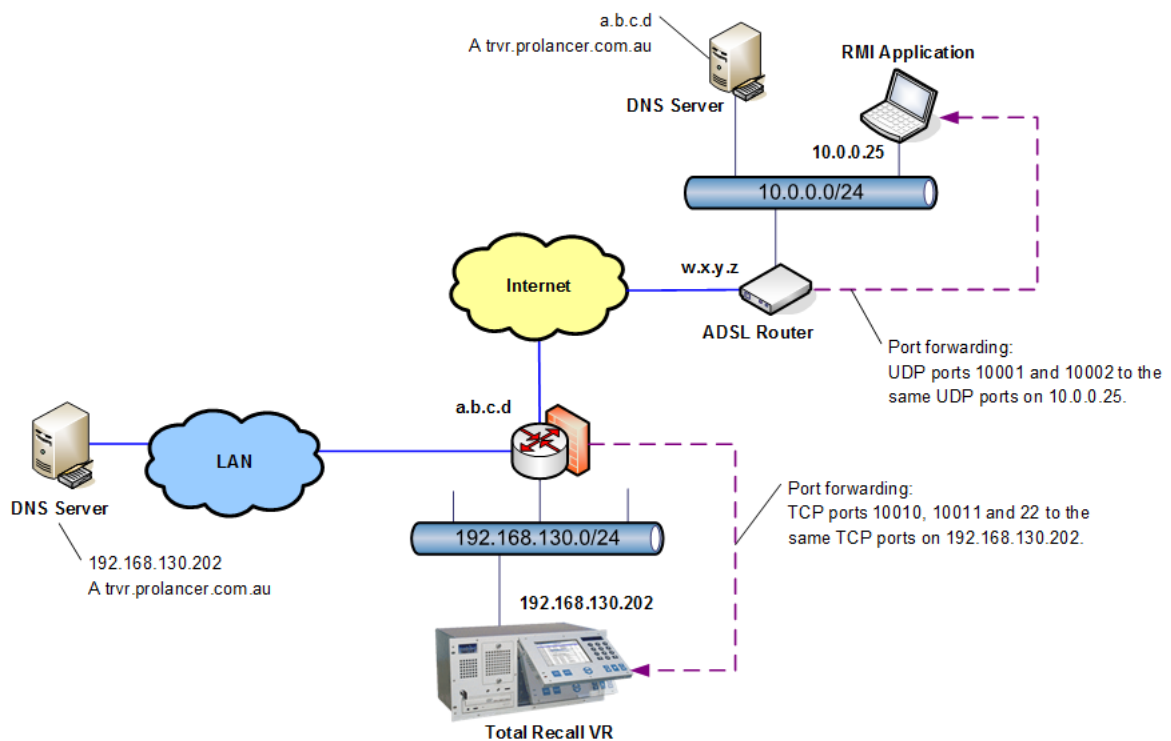 a.b.c.d
A trvr.prolancer.com.au
DNS Server
RMI Application
10.0.0.25
10.0.0.0/24
Internet
w.x.y.z
ADSL Router
Port forwarding:
UDP ports 10001 and 10002 to the
same UDP ports on 10.0.0.25.
a.b.c.d
LAN
DNS Server
192.168.130.202
A trvr.prolancer.com.au
Port forwarding:
TCP ports 10010, 10011 and 22 to the
same TCP ports on 192.168.130.202.
192.168.130.0/24
192.168.130.202
Total Recall VR